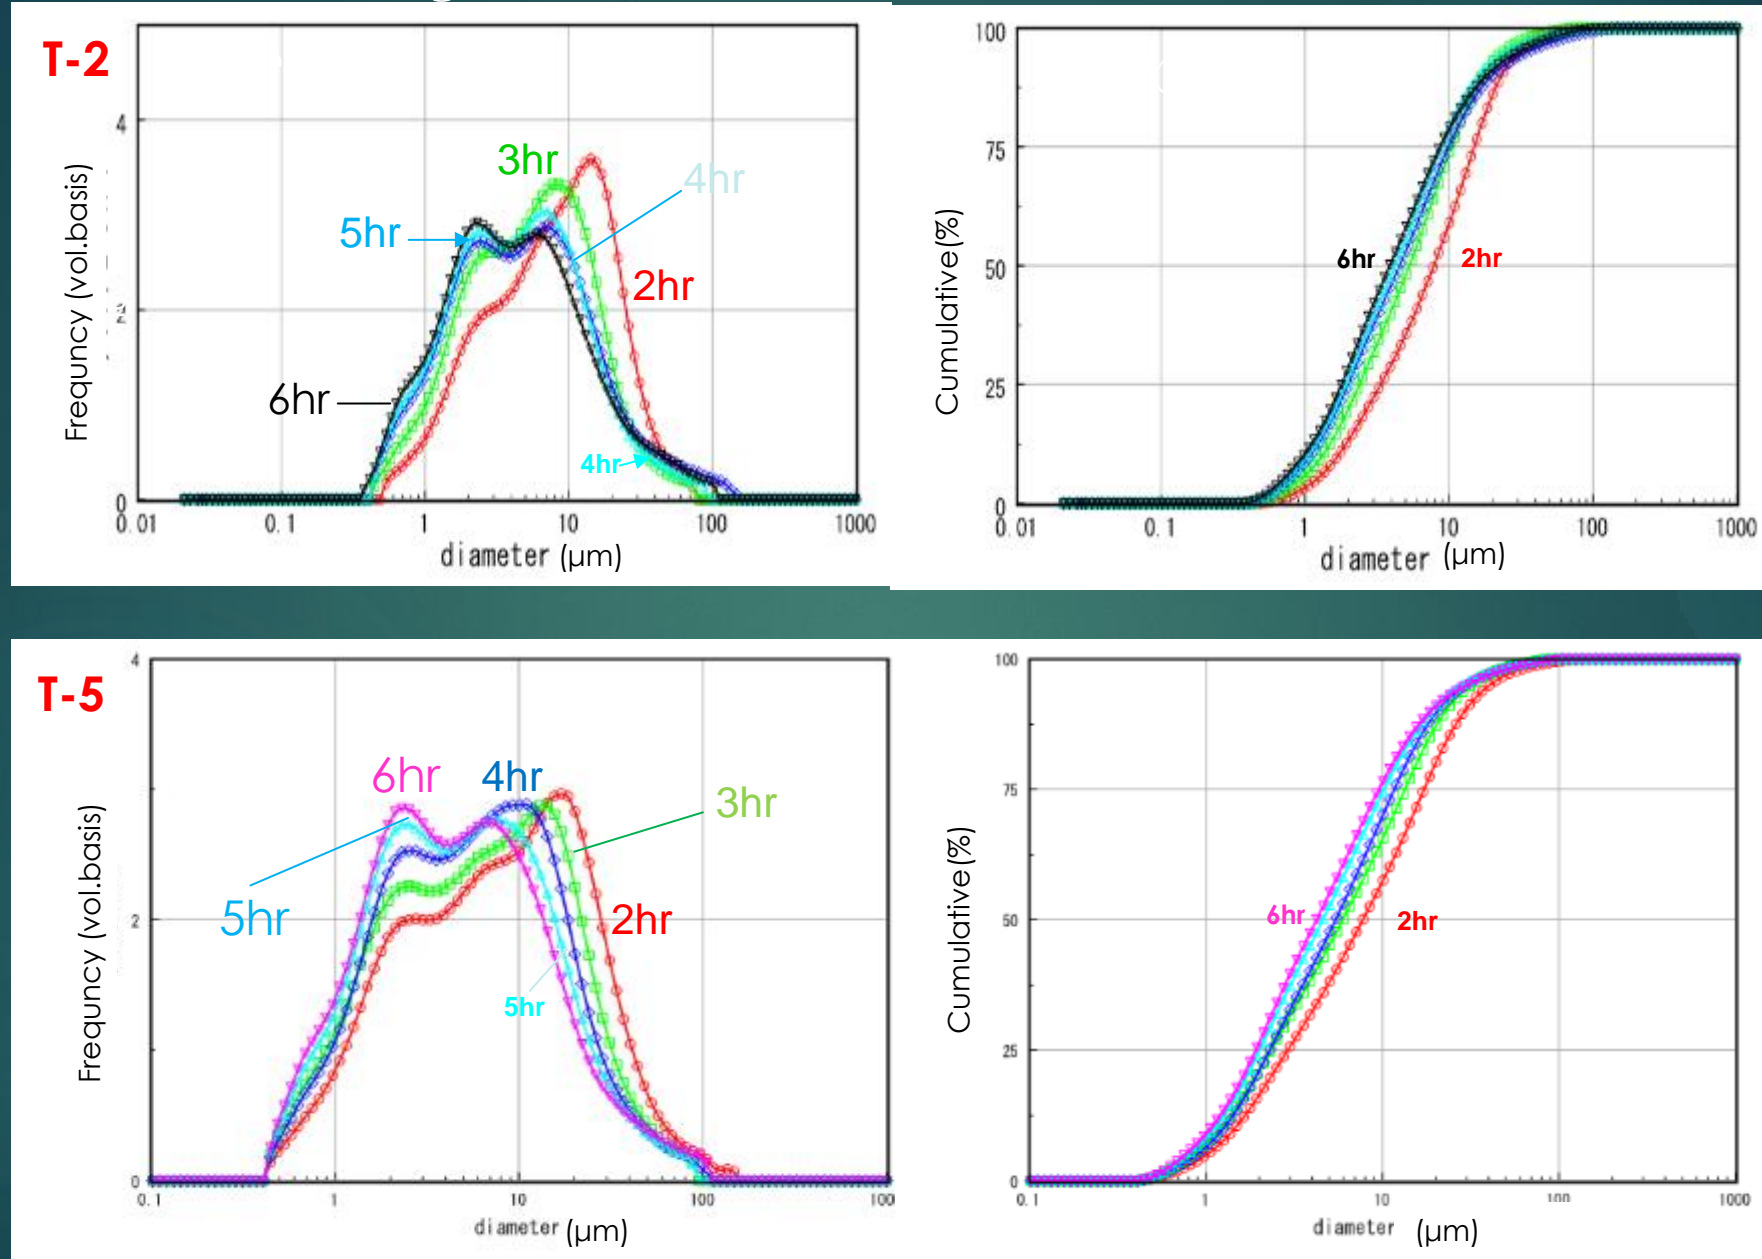 T-2
Frequncy (vol.basis)
4
2
0
3hr
4hr
5hr
2hr
6hr
4hr
0.01 0.1 1 10 100 1000
diameter (μm)
Cumulative(%)
100
75
50
25
0
6hr 2hr
0.01 0.1 1 10 100 1000
diameter (μm)
T-5
Frequncy (vol.basis)
4
2
0
6hr 4hr
3hr
5hr
2hr
5hr
0.1 1 10 100 100
diameter (μm)
Cumulative(%)
100
75
50
25
0
6hr 2hr
0.1 1 10 100 1000
diameter (μm)